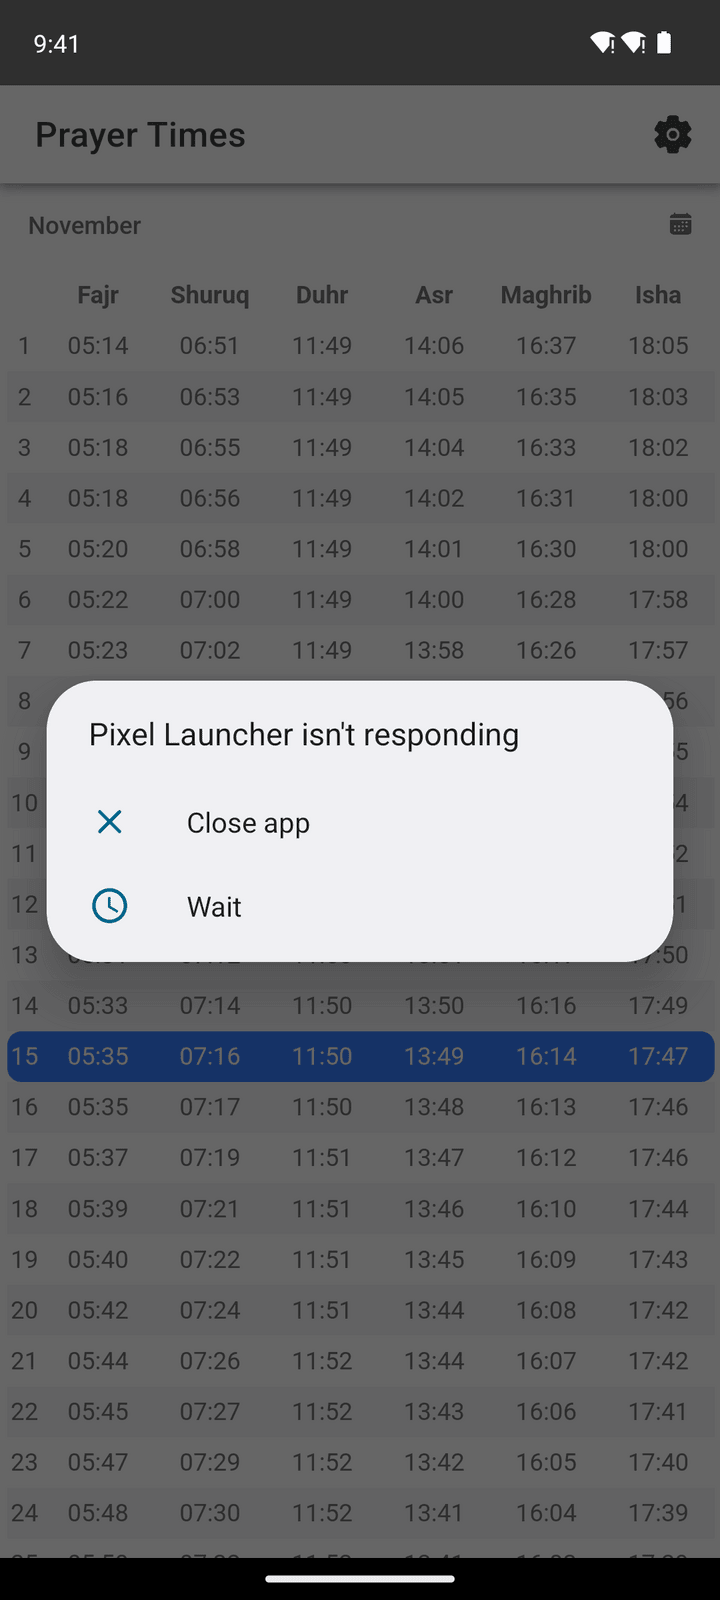 9:41
Prayer Times
November
Fajr Shuruq Duhr Asr Maghrib Isha
1 05:14 06:51 11:49 14:06 16:37 18:05
2 05:16 06:53 11:49 14:05 16:35 18:03
3 05:18 06:55 11:49 14:04 16:33 18:02
4 05:18 06:56 11:49 14:02 16:31 18:00
5 05:20 06:58 11:49 14:01 16:30 18:00
6 05:22 07:00 11:49 14:00 16:28 17:58
7 05:23 07:02 11:49 13:58 16:26 17:57
8
Pixel Launcher isn't responding
9
10
Close app
11
12
Wait
13
14 05:33 07:14 11:50 13:50 16:16 17:49
15 05:35 07:16 11:50 13:49 16:14 17:47
16 05:35 07:17 11:50 13:48 16:13 17:46
17 05:37 07:19 11:51 13:47 16:12 17:46
18 05:39 07:21 11:51 13:46 16:10 17:44
19 05:40 07:22 11:51 13:45 16:09 17:43
20 05:42 07:24 11:51 13:44 16:08 17:42
21 05:44 07:26 11:52 13:44 16:07 17:42
22 05:45 07:27 11:52 13:43 16:06 17:41
23 05:47 07:29 11:52 13:42 16:05 17:40
24 05:48 07:30 11:52 13:41 16:04 17:39